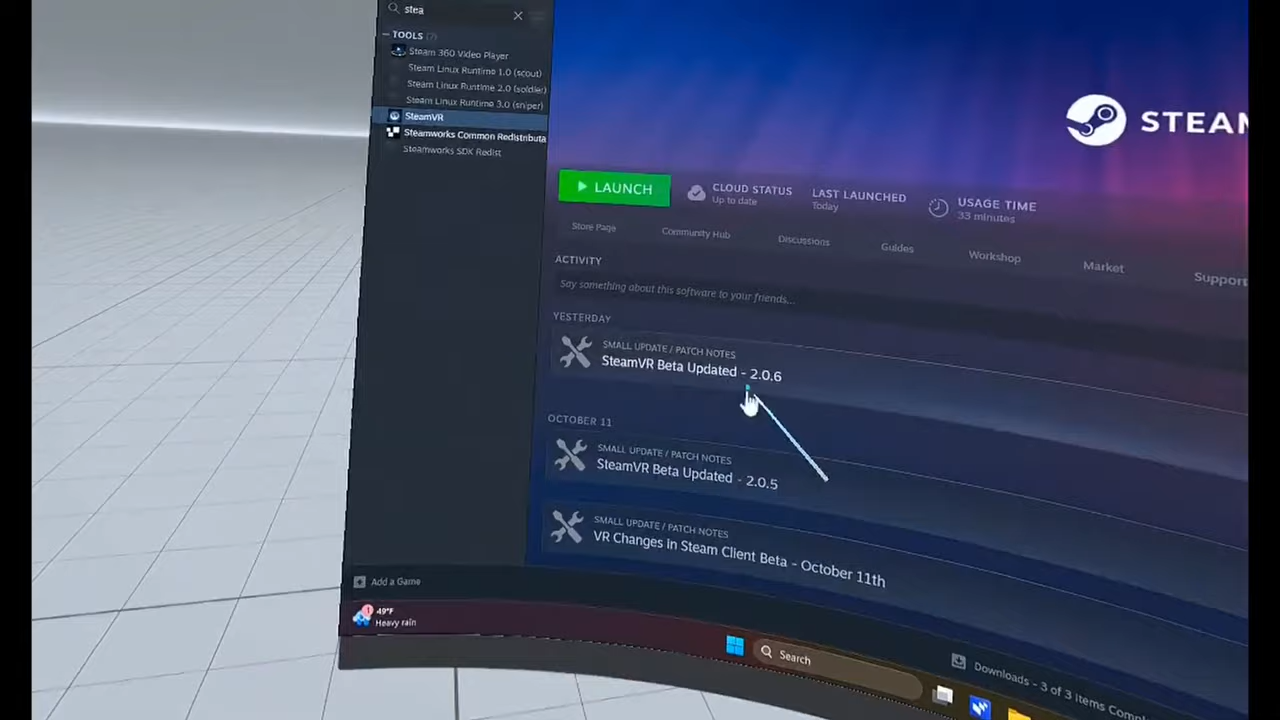 stea
TOOLS (7)
Steam 360 Video Player
Steam Linux Runtime 1.0 (scout)
Steam Linux Runtime 2.0 (soldier)
Steam Linux Runtime 3.0 (sniper)
SteamVR
Steamworks Common Redistributa
Steamworks SDK Redist
STEAM
LAUNCH
CLOUD STATUS
Up to date
LAST LAUNCHED
Today
USAGE TIME
33 minutes
Store Page
Community Hub
Discussions
Guides
Workshop
Market
Support
ACTIVITY
Say something about this software to your friends...
YESTERDAY
SMALL UPDATE / PATCH NOTES
SteamVR Beta Updated - 2.0.6
OCTOBER 11
SMALL UPDATE / PATCH NOTES
SteamVR Beta Updated - 2.0.5
SMALL UPDATE / PATCH NOTES
VR Changes in Steam Client Beta - October 11th
Add a Game
1
49°F
Heavy rain
Search
Downloads - 3 of 3 Items Compl